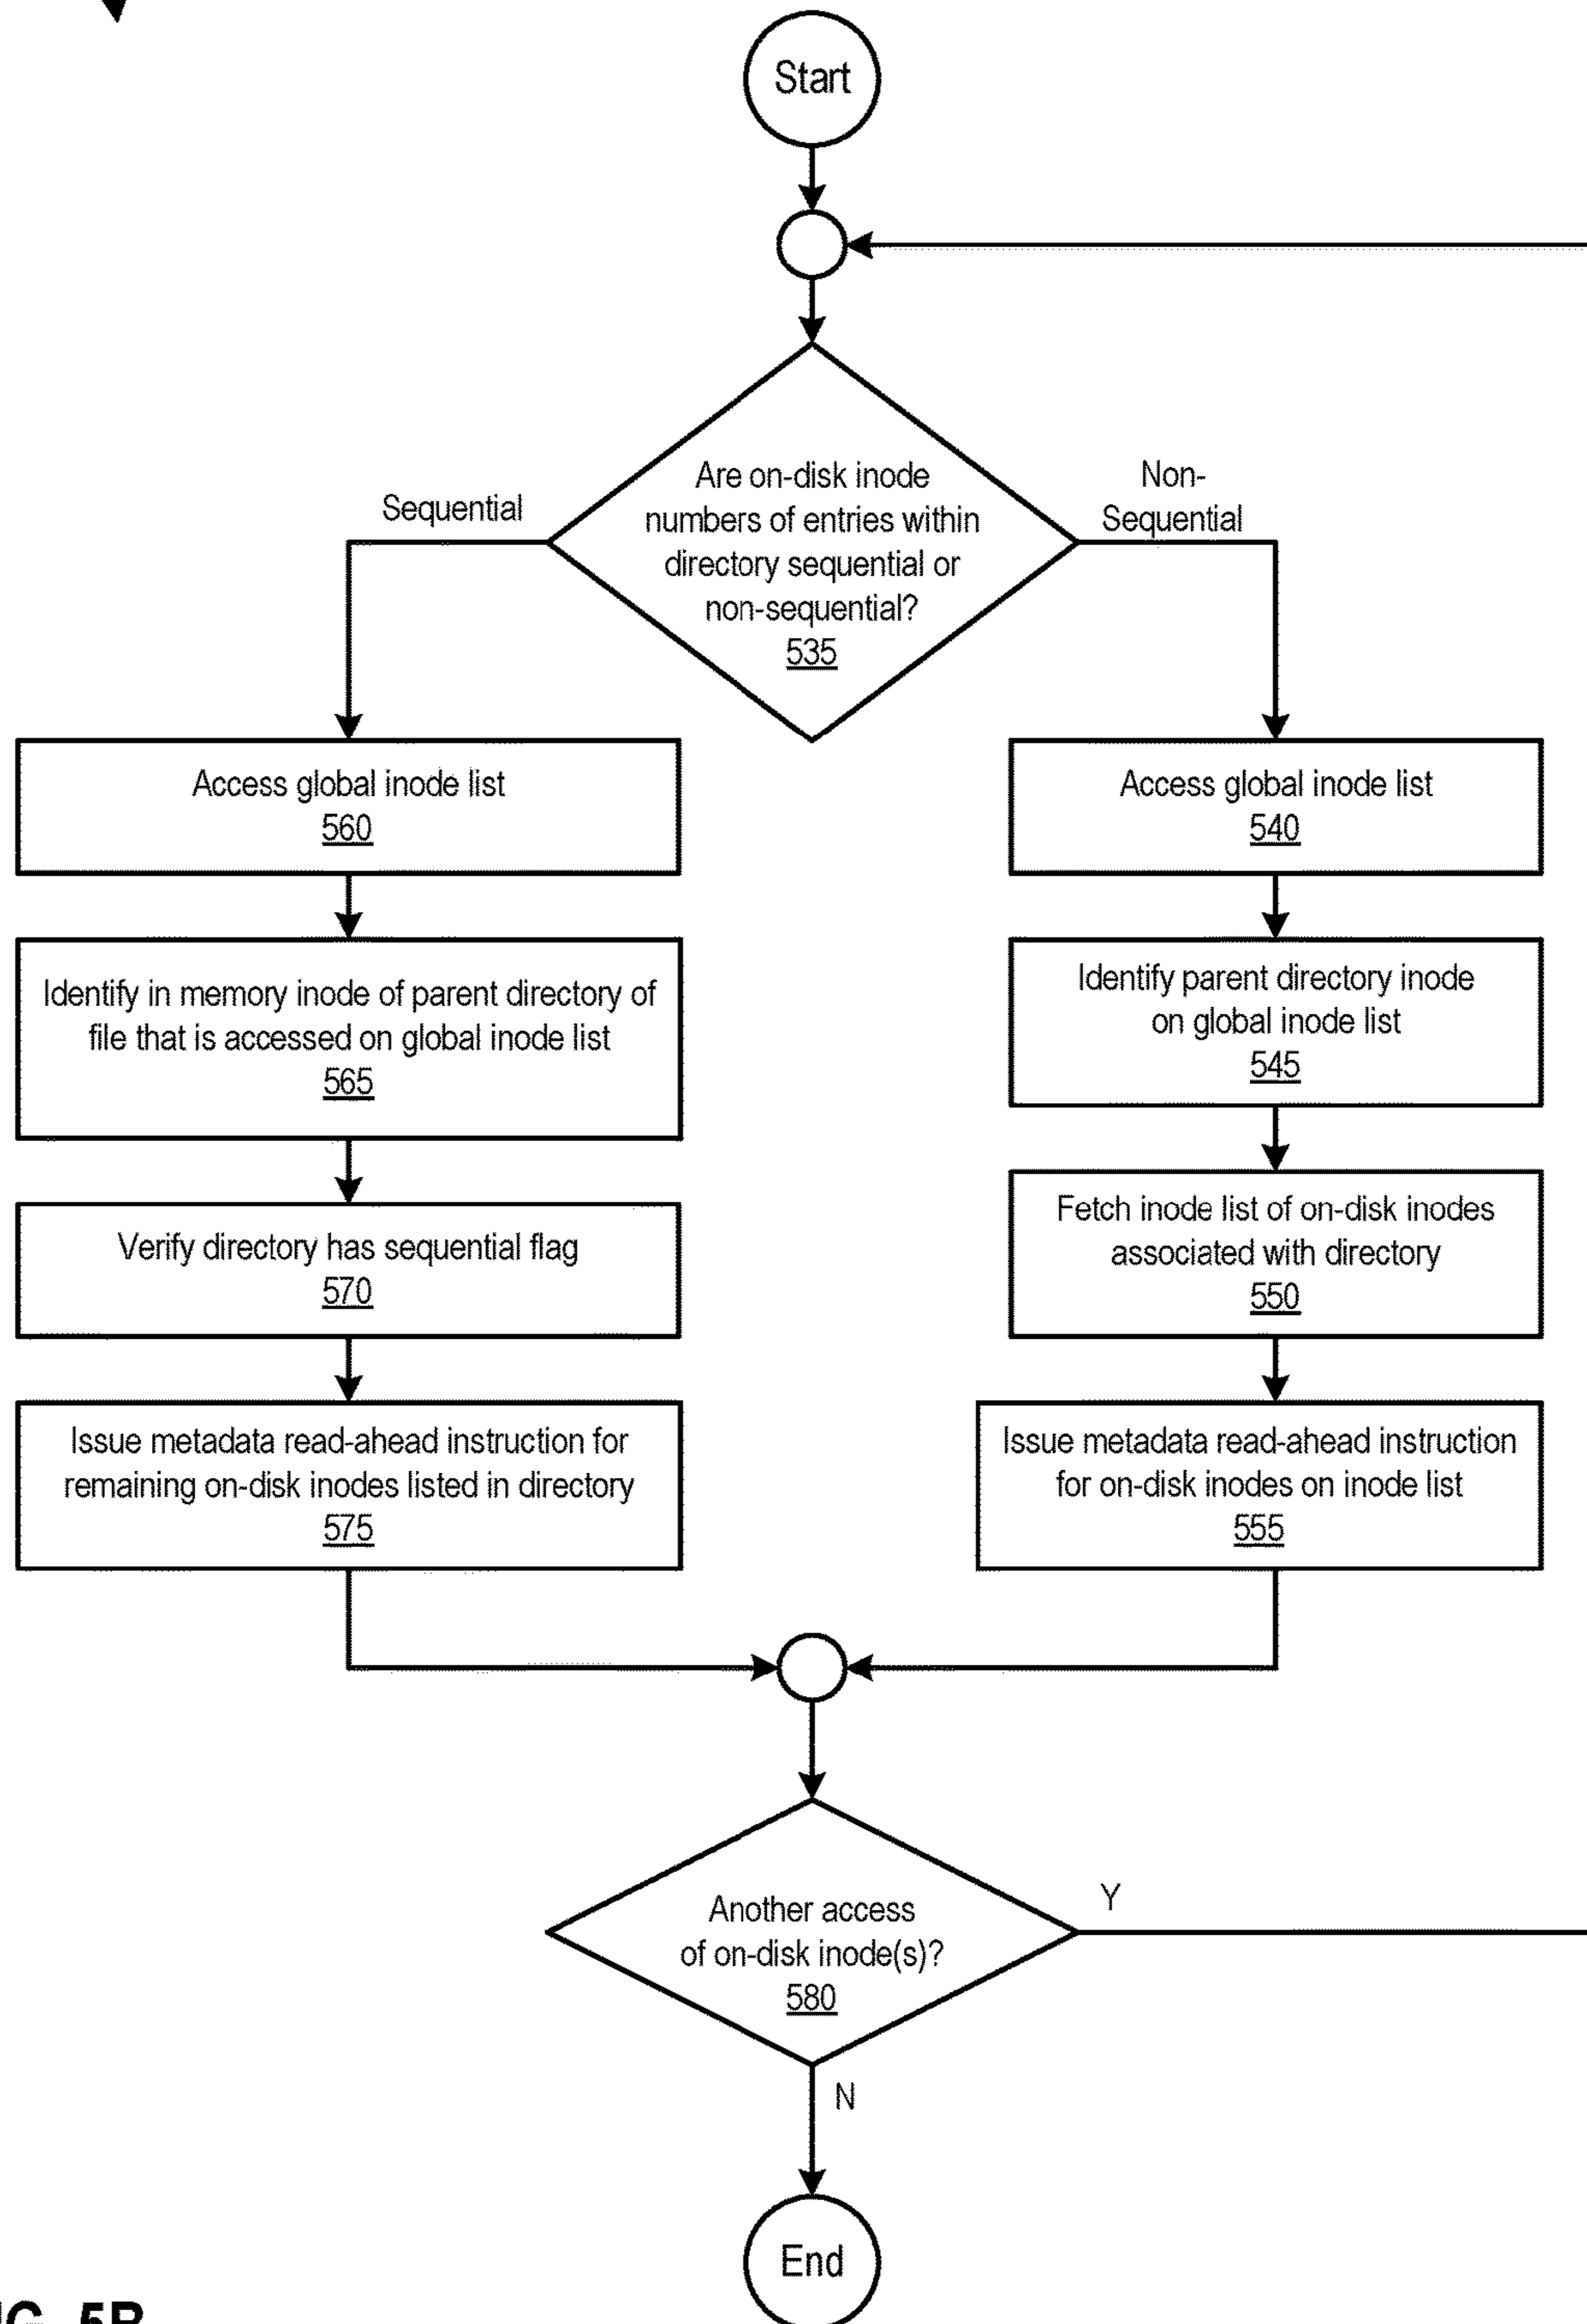 Start
Are on-disk inode
numbers of entries within
directory sequential or
non-sequential?
535
Sequential
Non-
Sequential
Access global inode list
560
Identify in memory inode of parent directory of
file that is accessed on global inode list
565
Verify directory has sequential flag
570
Issue metadata read-ahead instruction for
remaining on-disk inodes listed in directory
575
Access global inode list
540
Identify parent directory inode
on global inode list
545
Fetch inode list of on-disk inodes
associated with directory
550
Issue metadata read-ahead instruction
for on-disk inodes on inode list
555
Another access
of on-disk inode(s)?
580
Y
N
End
5B